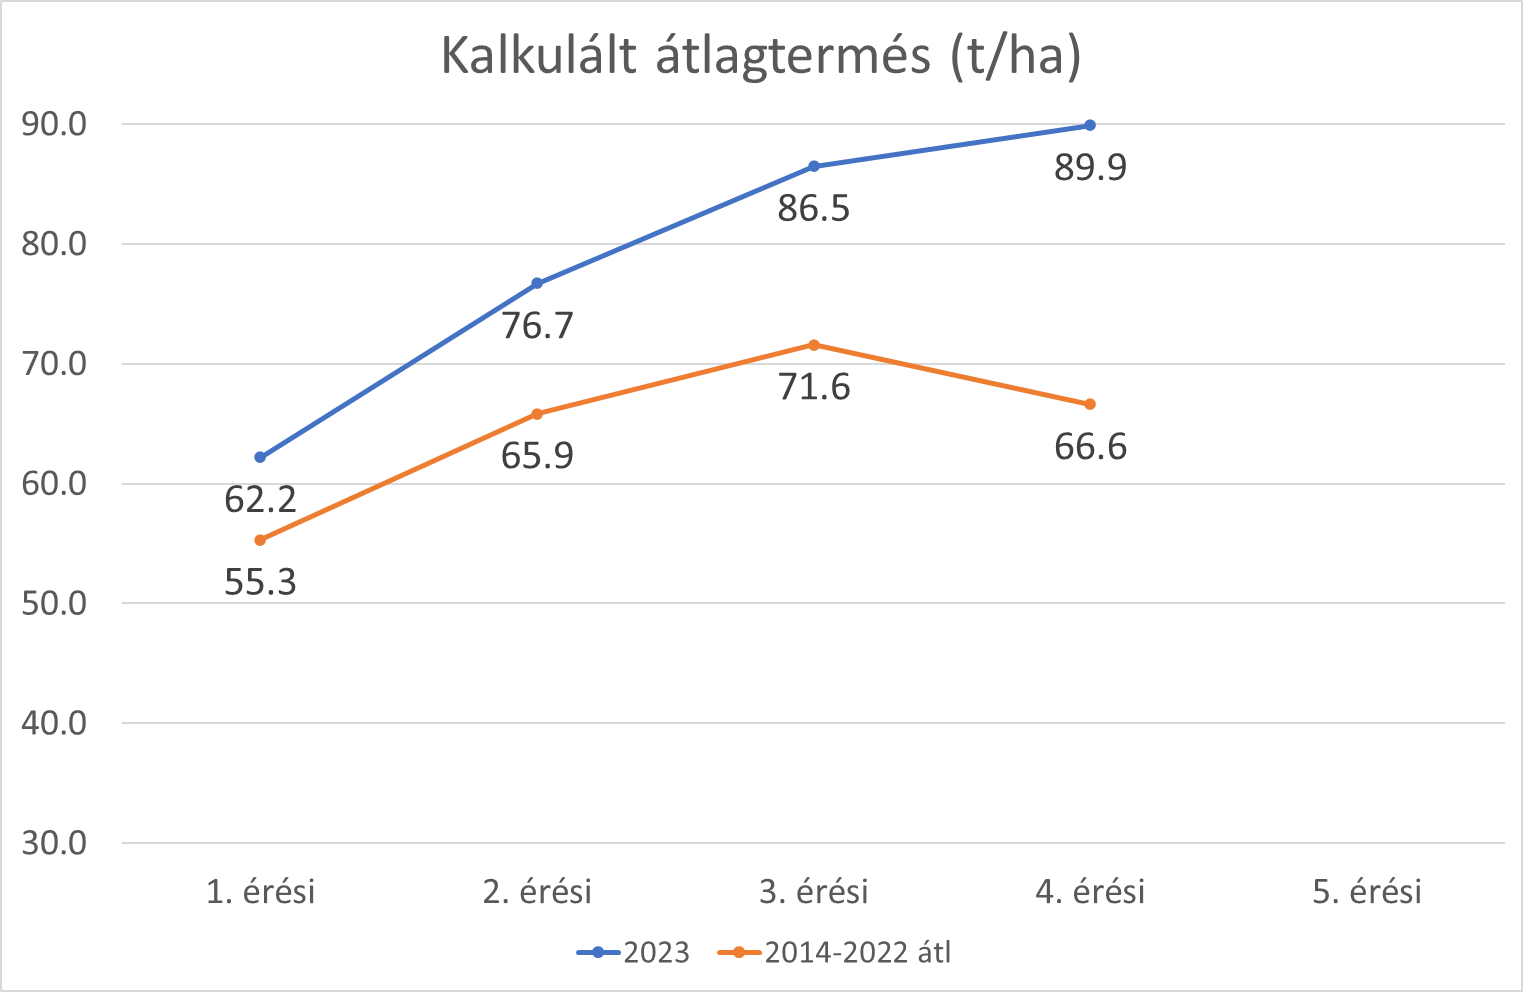 Kalkulált átlagtermés (t/ha)
90.0
80.0
70.0
60.0
50.0
40.0
30.0
89.9
86.5
76.7
71.6
66.6
65.9
62.2
55.3
1. érési
2. érési
3. érési
4. érési
5. érési
2023
2014-2022 átl